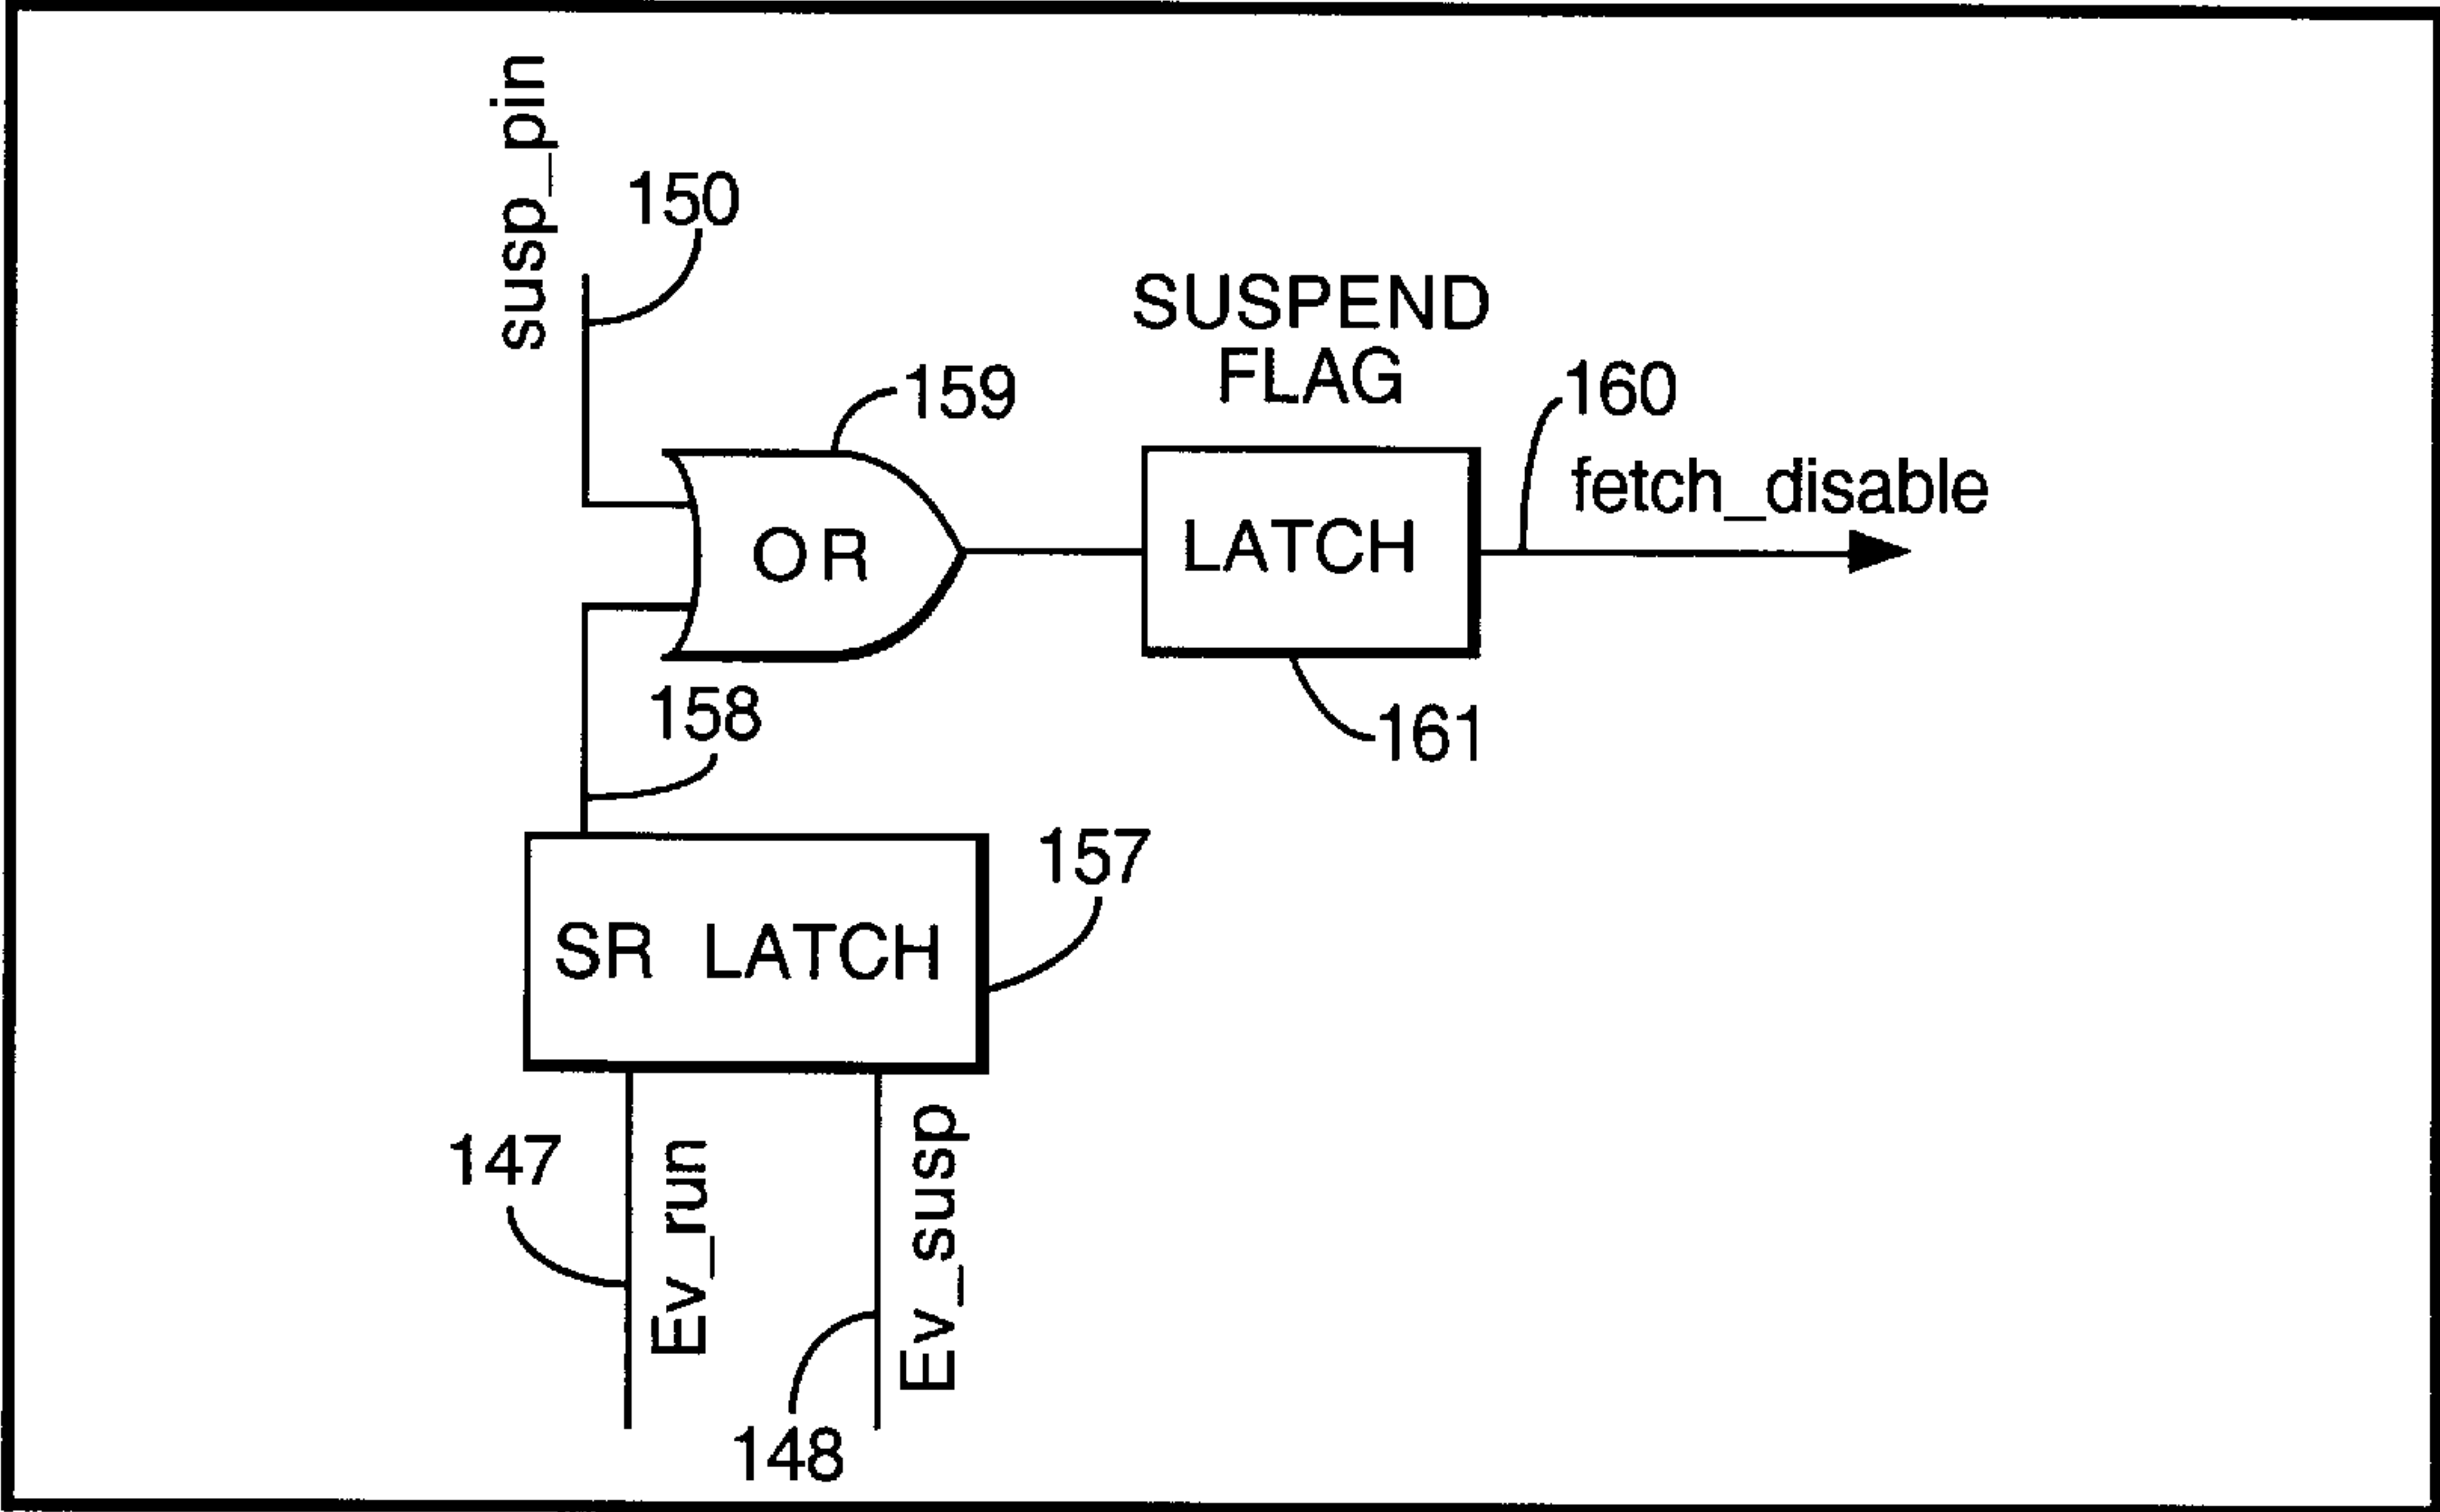 susp_pin
150
SUSPEND
FLAG
159
160
fetch_disable
OR
LATCH
158
161
157
SR LATCH
147
Ev_run
Ev_susp
148